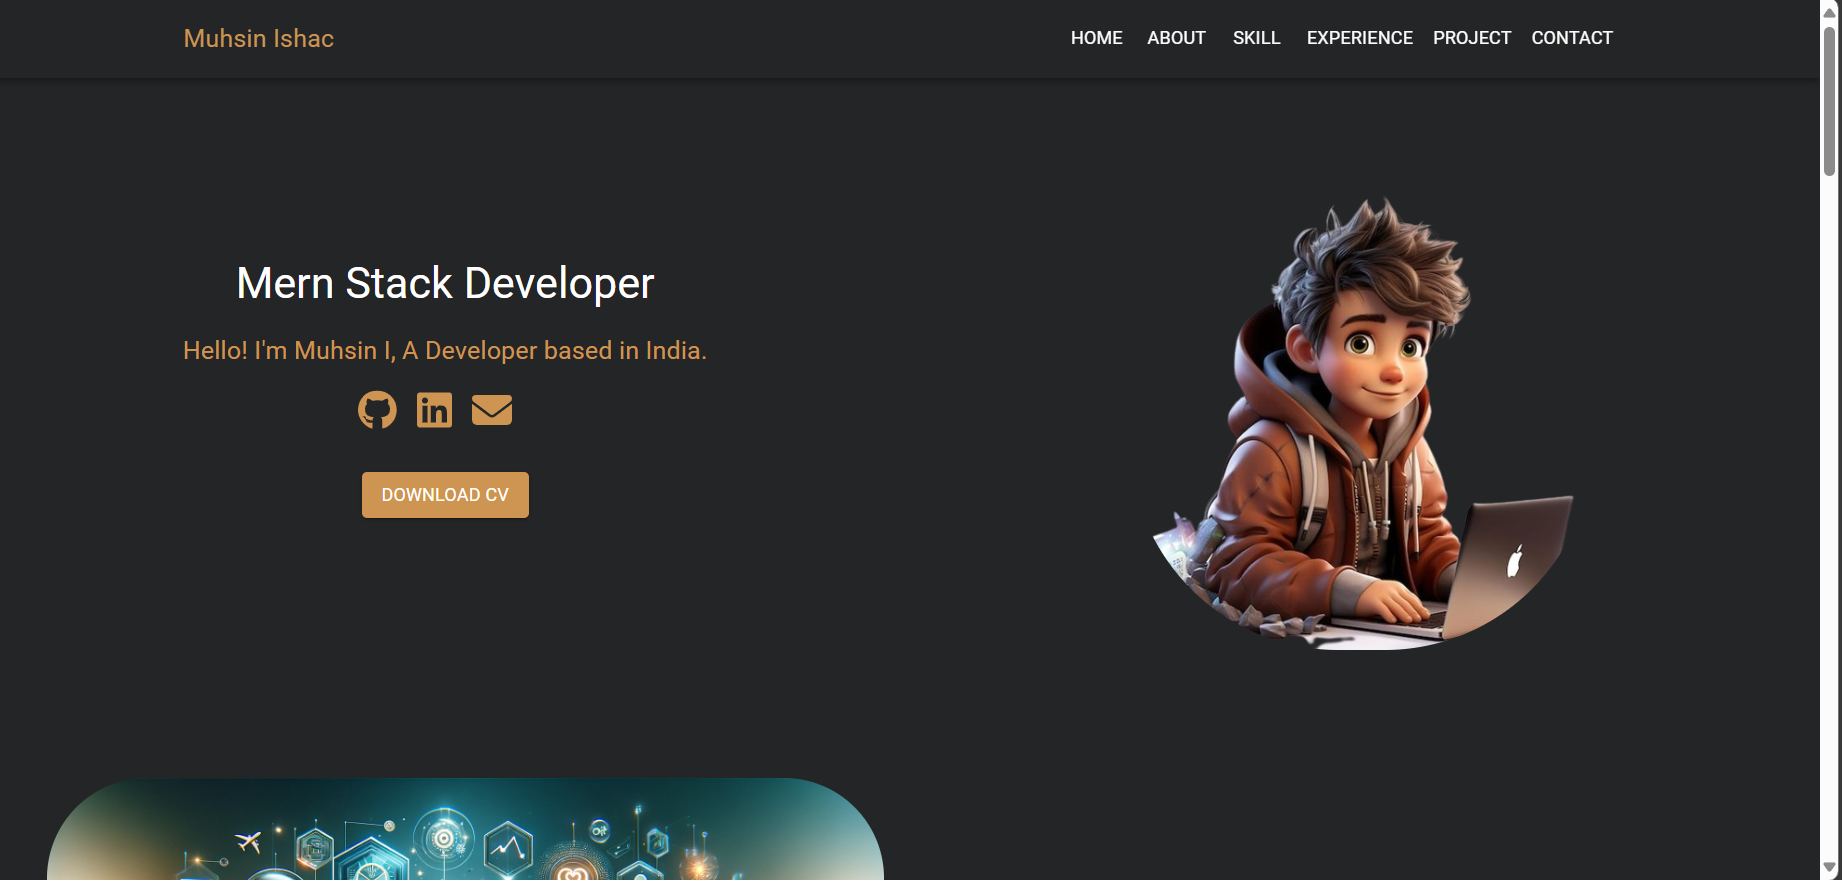 Muhsin Ishac
HOME ABOUT SKILL EXPERIENCE PROJECT CONTACT
Mern Stack Developer
Hello! I'm Muhsin I, A Developer based in India.
in
DOWNLOAD CV